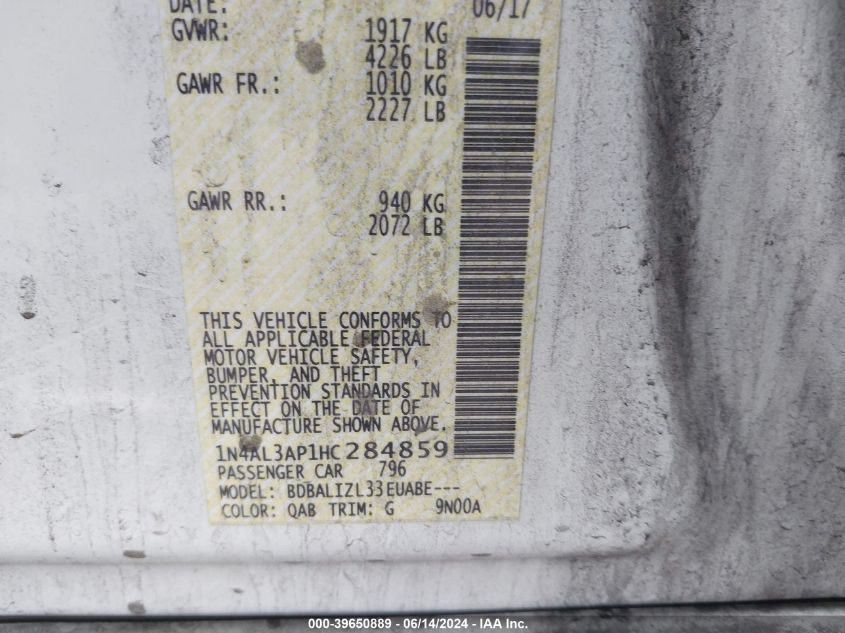 DATE: 06/17
GVWR: 1917 KG
4226 LB
GAWR FR.: 1010 KG
2227 LB
GAWR RR.: 940 KG
2072 LB
THIS VEHICLE CONFORMS TO
ALL APPLICABLE FEDERAL
MOTOR VEHICLE SAFETY,
BUMPER, AND THEFT
PREVENTION STANDARDS IN
EFFECT ON THE DATE OF
MANUFACTURE SHOWN ABOVE.
1N4AL3AP1HC284859
PASSENGER CAR 796
MODEL: BDBALIZL33EUABE---
COLOR: QAB TRIM: G 9N00A
000-39650889 - 06/14/2024 - IAA Inc.